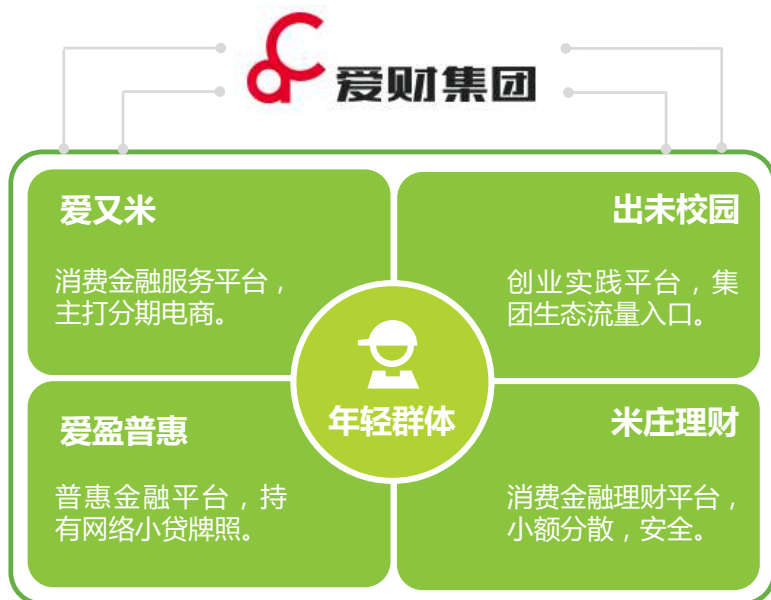 爱财集团
爱又米
消费金融服务平台，
主打分期电商。
出未校园
创业实践平台，集
团生态流量入口。
年轻群体
爱盈普惠
普惠金融平台，持
有网络小贷牌照。
米庄理财
消费金融理财平台，
小额分散，安全。